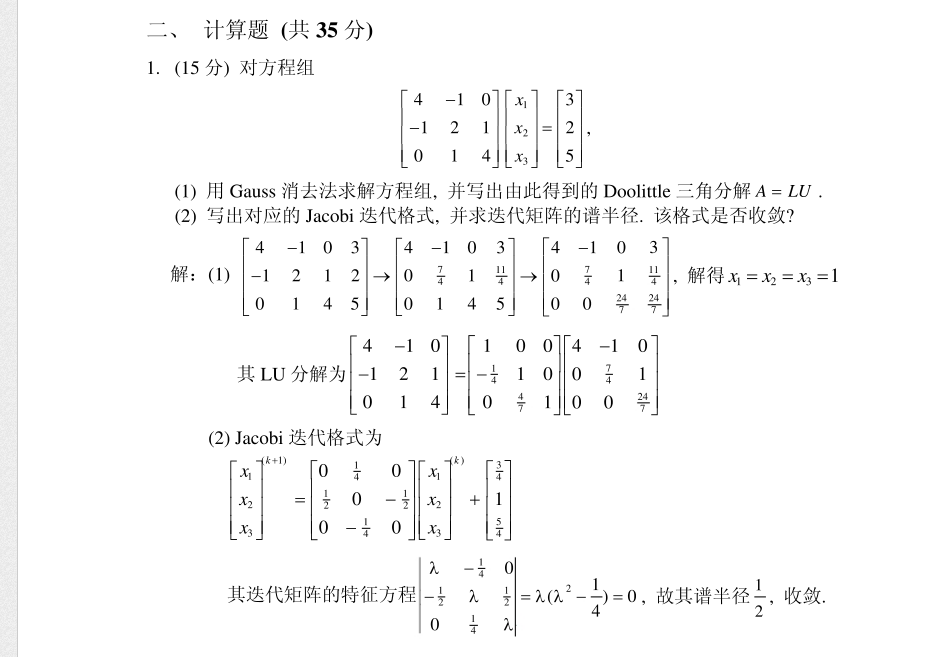 二、 计算题 (共 35 分)
1. (15 分) 对方程组
[4 −1 0; −1 2 1; 0 1 4][x₁; x₂; x₃] = [3; 2; 5],
(1) 用 Gauss 消去法求解方程组, 并写出由此得到的 Doolittle 三角分解 A = LU .
(2) 写出对应的 Jacobi 迭代格式, 并求迭代矩阵的谱半径. 该格式是否收敛?
解: (1) [4 −1 0 3; −1 2 1 2; 0 1 4 5] → [4 −1 0 3; 0 7/4 1 11/4; 0 1 4 5] → [4 −1 0 3; 0 7/4 1 11/4; 0 0 24/7 24/7], 解得 x₁ = x₂ = x₃ = 1
其 LU 分解为 [4 −1 0; −1 2 1; 0 1 4] = [1 0 0; −1/4 1 0; 0 4/7 1][4 −1 0; 0 7/4 1; 0 0 24/7]
(2) Jacobi 迭代格式为
[x₁; x₂; x₃]^(k+1) = [0 1/4 0; 1/2 0 −1/2; 0 −1/4 0][x₁; x₂; x₃]^(k) + [3/4; 1; 5/4]
其迭代矩阵的特征方程 |λ −1/4 0; −1/2 λ 1/2; 0 1/4 λ| = λ(λ² − 1/4) = 0 , 故其谱半径 1/2 , 收敛.